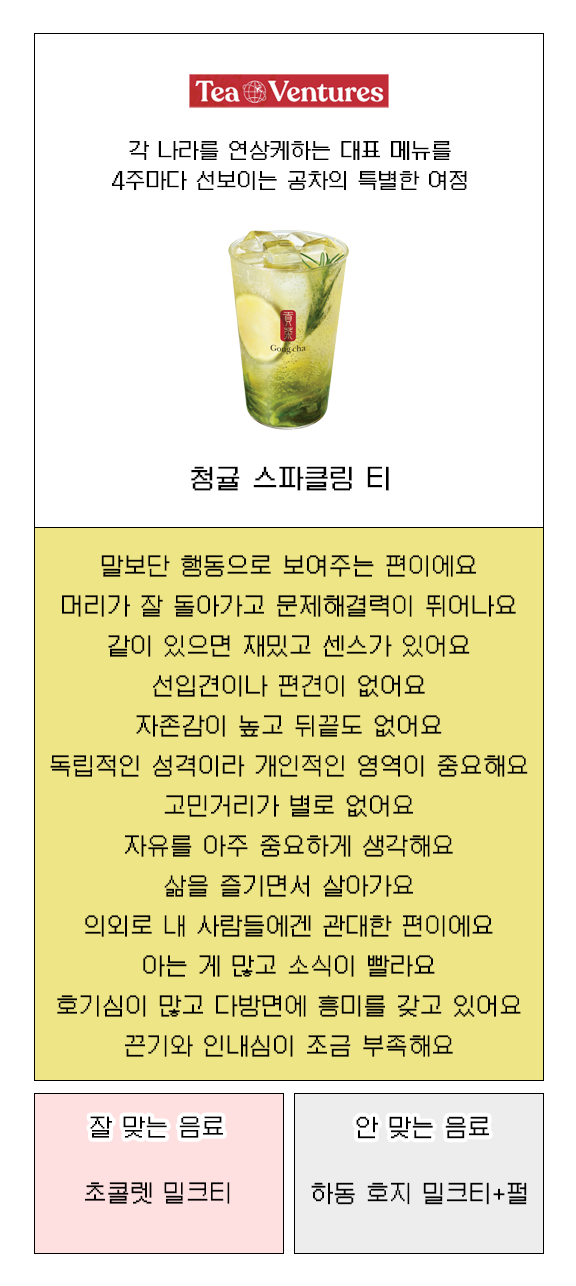 Tea Ventures
각 나라를 연상케하는 대표 메뉴를
4주마다 선보이는 공차의 특별한 여정
貢茶
Gong cha
청귤 스파클링 티
말보단 행동으로 보여주는 편이에요
머리가 잘 돌아가고 문제해결력이 뛰어나요
같이 있으면 재밌고 센스가 있어요
선입견이나 편견이 없어요
자존감이 높고 뒤끝도 없어요
독립적인 성격이라 개인적인 영역이 중요해요
고민거리가 별로 없어요
자유를 아주 중요하게 생각해요
삶을 즐기면서 살아가요
의외로 내 사람들에겐 관대한 편이에요
아는 게 많고 소식이 빨라요
호기심이 많고 다방면에 흥미를 갖고 있어요
끈기와 인내심이 조금 부족해요
잘 맞는 음료
초콜렛 밀크티
안 맞는 음료
하동 호지 밀크티+펄